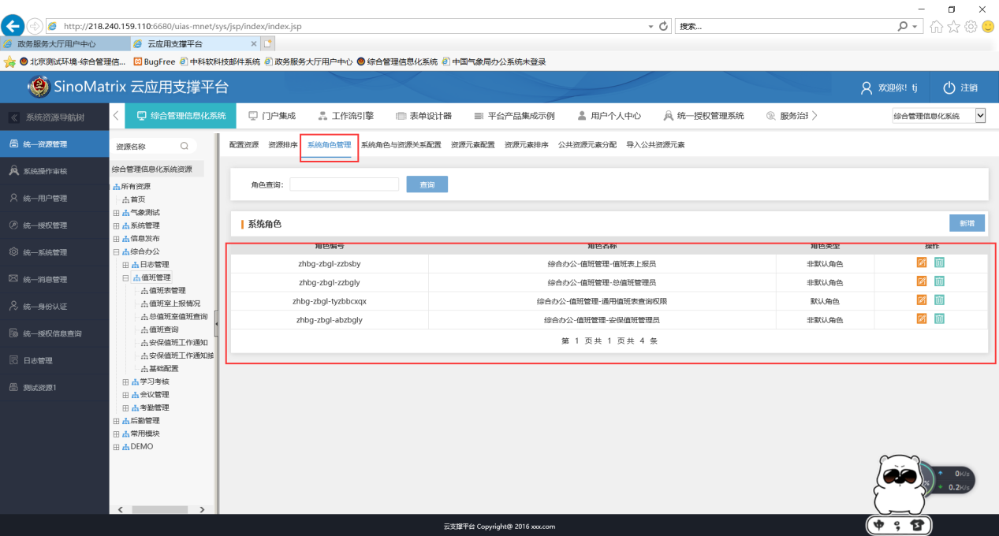 http://218.240.159.110:6680/uias-mnet/sys/jsp/index/index.jsp
搜索...
政务服务大厅用户中心
云应用支撑平台
北京测试环境-综合管理信...
BugFree
中科软科技邮件系统
政务服务大厅用户中心
综合管理信息化系统
中国气象局办公系统未登录
SinoMatrix 云应用支撑平台
欢迎你! tj
注销
系统资源导航树
综合管理信息化系统
门户集成
工作流引擎
表单设计器
平台产品集成示例
用户个人中心
统一授权管理系统
服务治
综合管理信息化系统
统一资源管理
系统操作审核
统一用户管理
统一授权管理
统一系统管理
统一消息管理
统一身份认证
统一授权信息查询
日志管理
测试资源1
资源名称
综合管理信息化系统资源
所有资源
首页
气象测试
系统管理
信息发布
综合办公
日志管理
值班管理
值班表管理
值班室上报情况
总值班室值班查询
值班查询
安保值班工作通知
安保值班工作通知接
基础配置
学习考核
会议管理
考勤管理
后勤管理
常用模块
DEMO
配置资源 资源排序 系统角色管理 系统角色与资源关系配置 资源元素配置 资源元素排序 公共资源元素分配 导入公共资源元素
角色查询:
查询
系统角色
新增
角色编号 角色名称 角色类型 操作
zhbg-zbgl-zzbsby 综合办公-值班管理-值班表上报员 非默认角色
zhbg-zbgl-zzbgly 综合办公-值班管理-总值班管理员 非默认角色
zhbg-zbgl-tyzbbcxqx 综合办公-值班管理-通用值班表查询权限 默认角色
zhbg-zbgl-abzbgly 综合办公-值班管理-安保值班管理员 非默认角色
第 1 页共 1 页共 4 条
0K/s
%
0.2K/s
中
云支撑平台 Copyright@ 2016 xxx.com